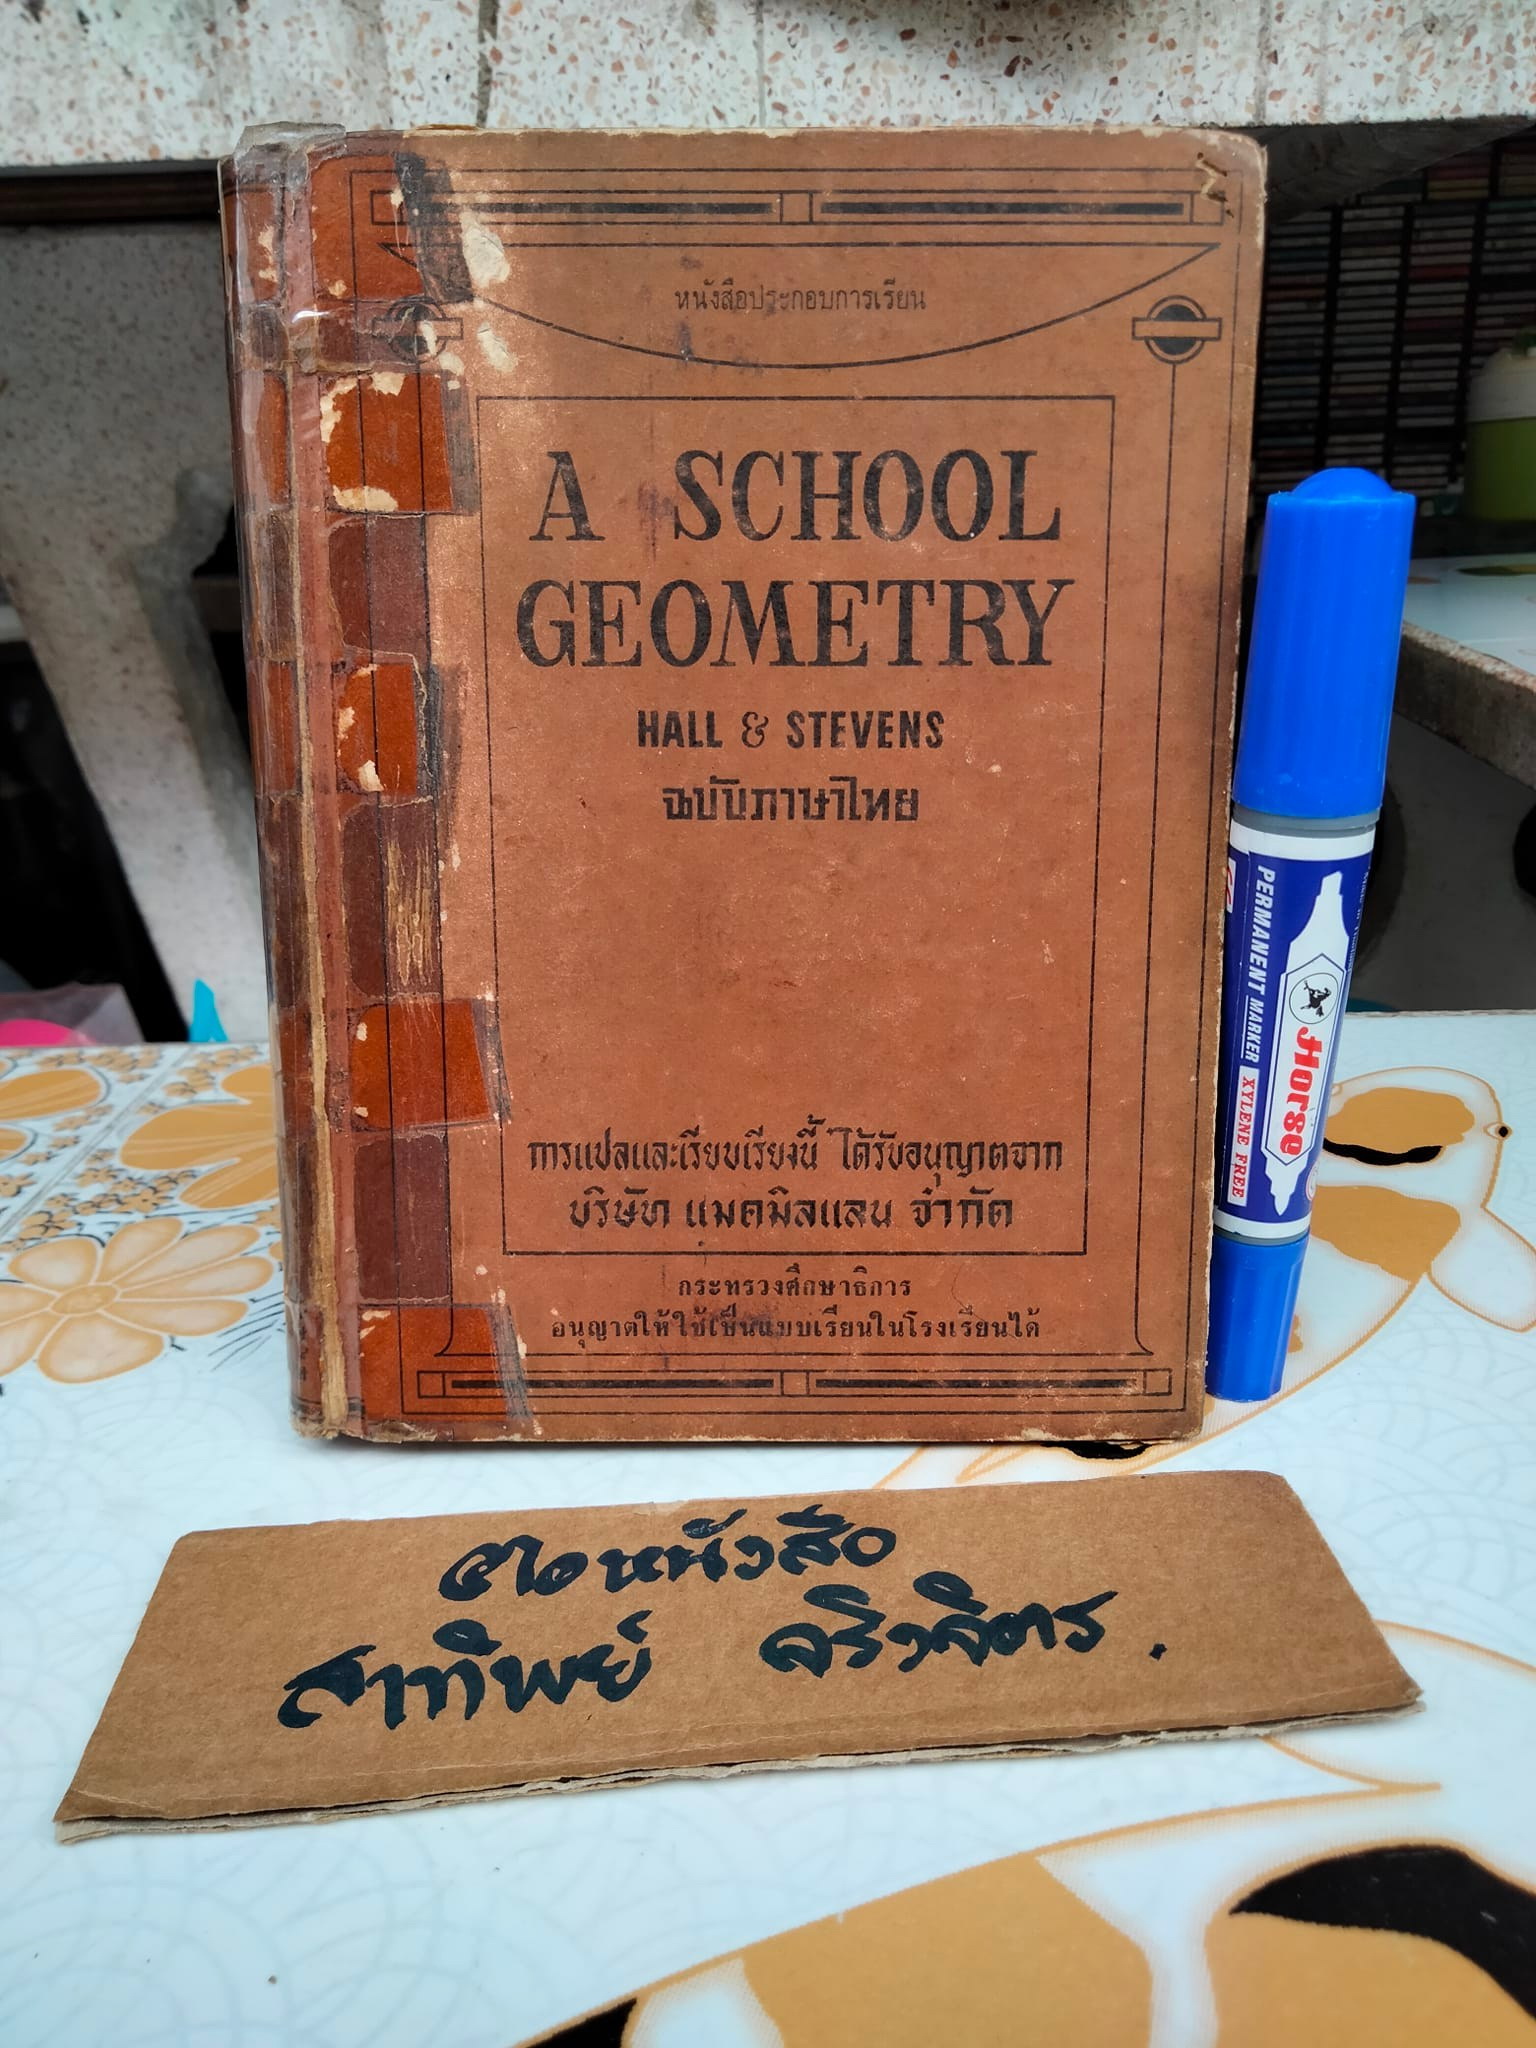 หนังสือประกอบการเรียน
A SCHOOL
GEOMETRY
HALL & STEVENS
ฉบับภาษาไทย
การแปลและเรียบเรียงนี้ ได้รับอนุญาตจาก
บริษัท แมคมิลแลน จำกัด
กระทรวงศึกษาธิการ
อนุญาตให้ใช้เป็นแบบเรียนในโรงเรียนได้
PERMANENT MARKER XYLENE FREE
Horse
หนังสือ
สาทิพย์ จริงจิตร.